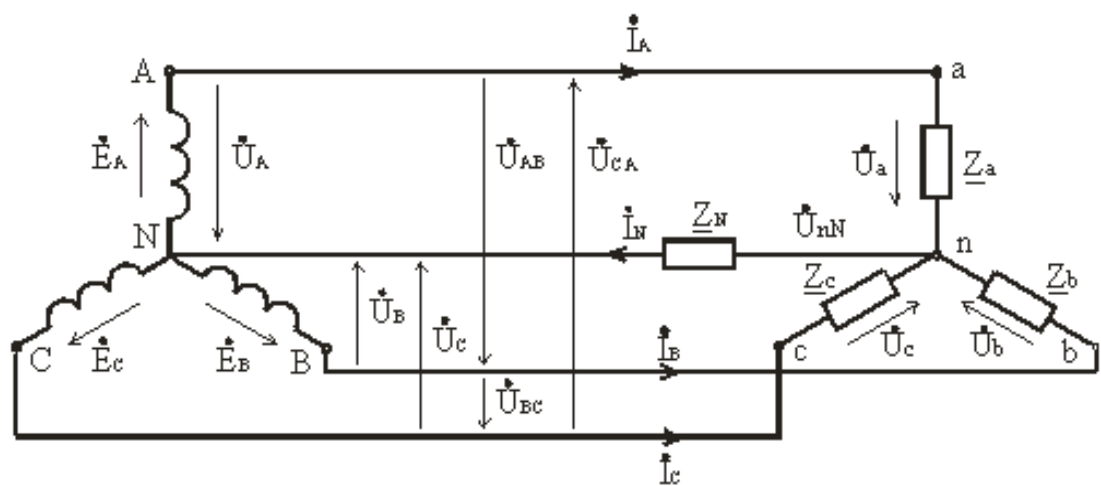 İA
A a
ĖA U̇A U̇AB U̇CA U̇a Za
N İN ZN U̇nN n
Zc Zb
U̇B
C ĖC ĖB B U̇C İB c U̇c U̇b b
U̇BC
İC